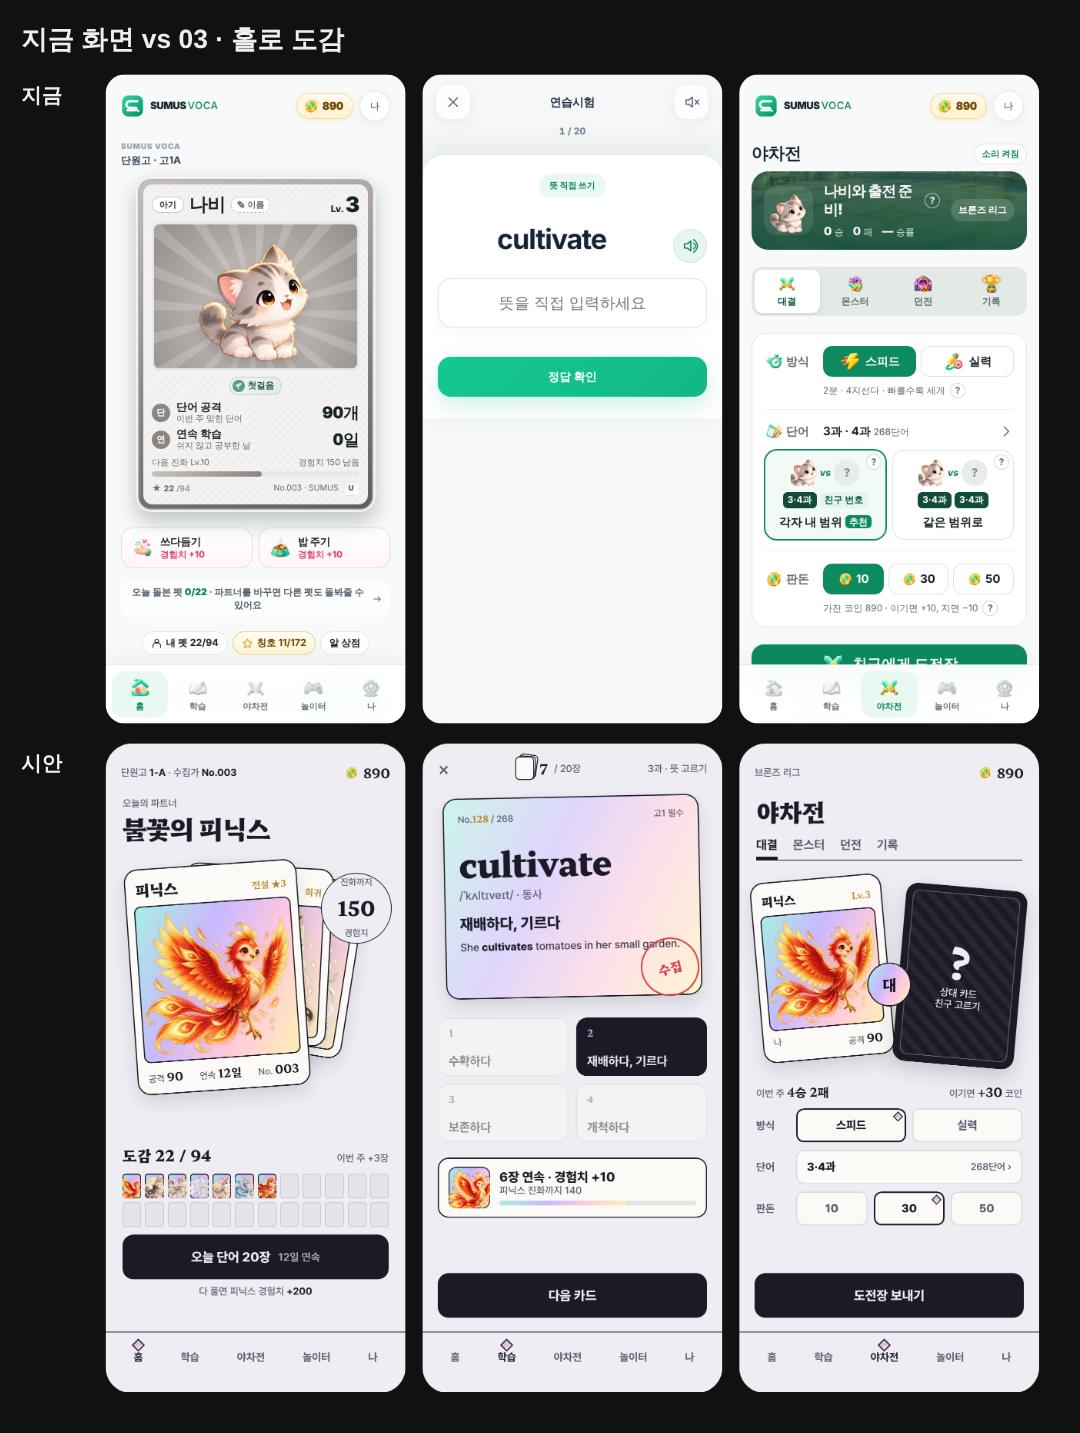 지금 화면 vs 03 · 홀로 도감
지금
SUMUS VOCA
890
나
SUMUS VOCA
단원고 · 고1A
아기 나비 ✎ 이름 Lv. 3
첫걸음
단 단어 공격 90개
이번 주 맞힌 단어
연 연속 학습 0일
쉬지 않고 공부한 날
다음 진화 Lv.10 경험치 150 남음
★ 22 /94 No.003 · SUMUS U
쓰다듬기
경험치 +10
밥 주기
경험치 +10
오늘 돌본 펫 0/22 · 파트너를 바꾸면 다른 펫도 돌봐줄 수
있어요 →
내 펫 22/94
칭호 11/172
알 상점
홈 학습 야차전 놀이터 나
연습시험
1 / 20
뜻 직접 쓰기
cultivate
뜻을 직접 입력하세요
정답 확인
SUMUS VOCA
890
나
야차전
소리 켜짐
나비와 출전 준
비!
?
브론즈 리그
0 승 0 패 — 승률
대결 몬스터 던전 기록
방식 스피드 실력
2분 · 4지선다 · 빠를수록 세게 ?
단어 3과 · 4과 268단어
vs ? ?
3·4과 친구 번호
각자 내 범위 추천
vs ? ?
3·4과 3·4과
같은 범위로
판돈 10 30 50
가진 코인 890 · 이기면 +10, 지면 −10 ?
친구에게 도전장
홈 학습 야차전 놀이터 나
시안
단원고 1-A · 수집가 No.003
890
오늘의 파트너
불꽃의 피닉스
피닉스 전설 ★3
희귀
진화까지
150
경험치
공격 90 연속 12일 No. 003
도감 22 / 94 이번 주 +3장
오늘 단어 20장 12일 연속
다 풀면 피닉스 경험치 +200
홈 학습 야차전 놀이터 나
✕ 7 / 20장 3과 · 뜻 고르기
No.128 / 268 고1 필수
cultivate
/ˈkʌltɪveɪt/ · 동사
재배하다, 기르다
She cultivates tomatoes in her small garden.
수집
1
수확하다
2
재배하다, 기르다
3
보존하다
4
개척하다
6장 연속 · 경험치 +10
피닉스 진화까지 140
다음 카드
홈 학습 야차전 놀이터 나
브론즈 리그
890
야차전
대결 몬스터 던전 기록
피닉스 Lv.3
나 공격 90
대
?
상대 카드
친구 고르기
이번 주 4승 2패 이기면 +30 코인
방식 스피드 실력
단어 3·4과 268단어 ›
판돈 10 30 50
도전장 보내기
홈 학습 야차전 놀이터 나